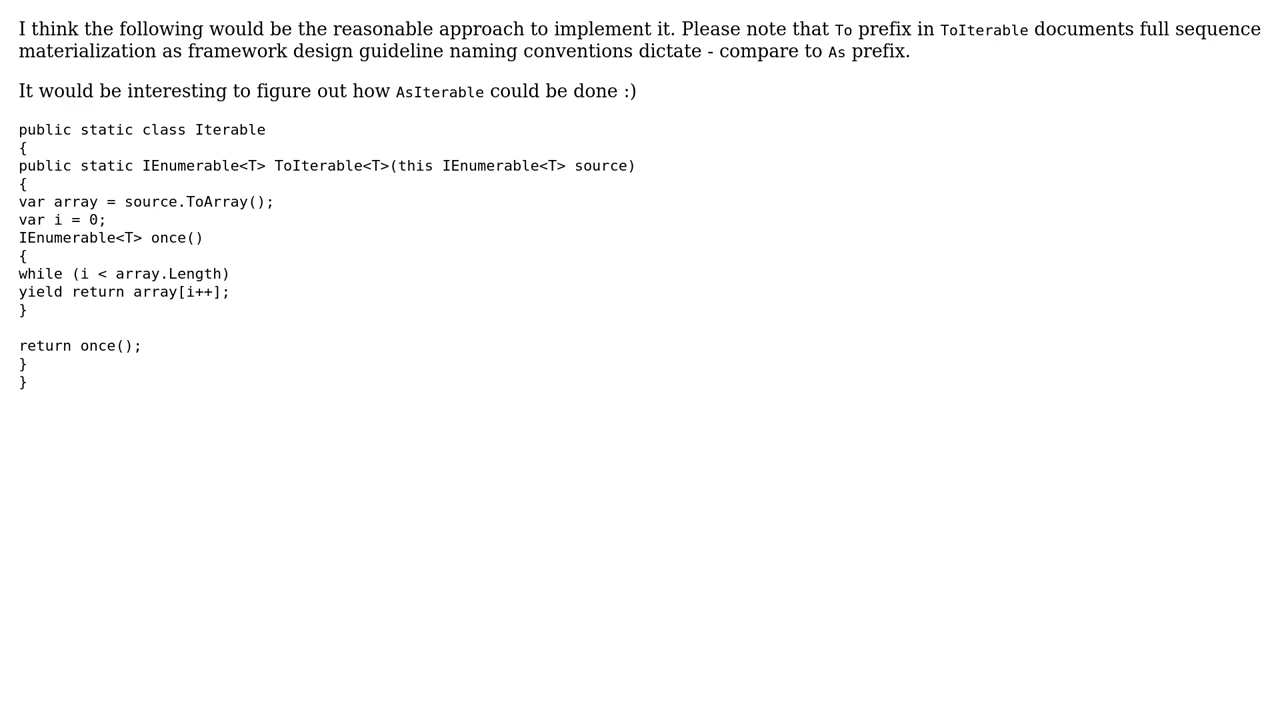 I think the following would be the reasonable approach to implement it. Please note that To prefix in ToIterable documents full sequence
materialization as framework design guideline naming conventions dictate - compare to As prefix.
It would be interesting to figure out how AsIterable could be done :)
public static class Iterable
{
public static IEnumerable<T> ToIterable<T>(this IEnumerable<T> source)
{
var array = source.ToArray();
var i = 0;
IEnumerable<T> once()
{
while (i < array.Length)
yield return array[i++];
}
return once();
}
}